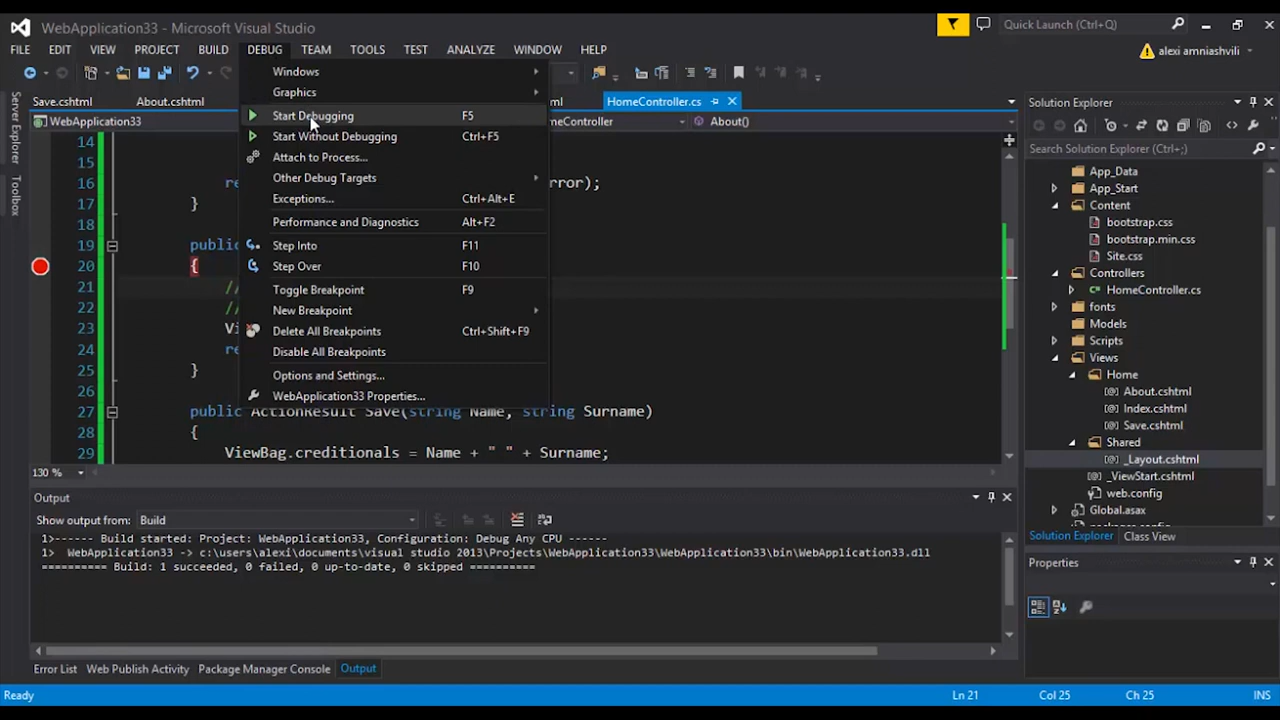 WebApplication33 - Microsoft Visual Studio
Quick Launch (Ctrl+Q)
FILE EDIT VIEW PROJECT BUILD DEBUG TEAM TOOLS TEST ANALYZE WINDOW HELP
alexi amniashvili
Save.cshtml About.cshtml HomeController.cs
WebApplication33 About()
Server Explorer
Toolbox
Windows
Graphics
Start Debugging F5
Start Without Debugging Ctrl+F5
Attach to Process...
Other Debug Targets
Exceptions... Ctrl+Alt+E
Performance and Diagnostics Alt+F2
Step Into F11
Step Over F10
Toggle Breakpoint F9
New Breakpoint
Delete All Breakpoints Ctrl+Shift+F9
Disable All Breakpoints
Options and Settings...
WebApplication33 Properties...
14
15
16
17 }
18
19 public
20 {
21 //
22 //
23
24
25 }
26
27 public ActionResult Save(string Name, string Surname)
28 {
29 ViewBag.creditionals = Name + " " + Surname;
130 %
Output
Show output from: Build
1>------ Build started: Project: WebApplication33, Configuration: Debug Any CPU ------
1> WebApplication33 -> c:\users\alexi\documents\visual studio 2013\Projects\WebApplication33\WebApplication33\bin\WebApplication33.dll
========== Build: 1 succeeded, 0 failed, 0 up-to-date, 0 skipped ==========
Error List Web Publish Activity Package Manager Console Output
Solution Explorer
Search Solution Explorer (Ctrl+;)
App_Data
App_Start
Content
bootstrap.css
bootstrap.min.css
Site.css
Controllers
HomeController.cs
fonts
Models
Scripts
Views
Home
About.cshtml
Index.cshtml
Save.cshtml
Shared
_Layout.cshtml
_ViewStart.cshtml
web.config
Global.asax
Solution Explorer Class View
Properties
Ready Ln 21 Col 25 Ch 25 INS